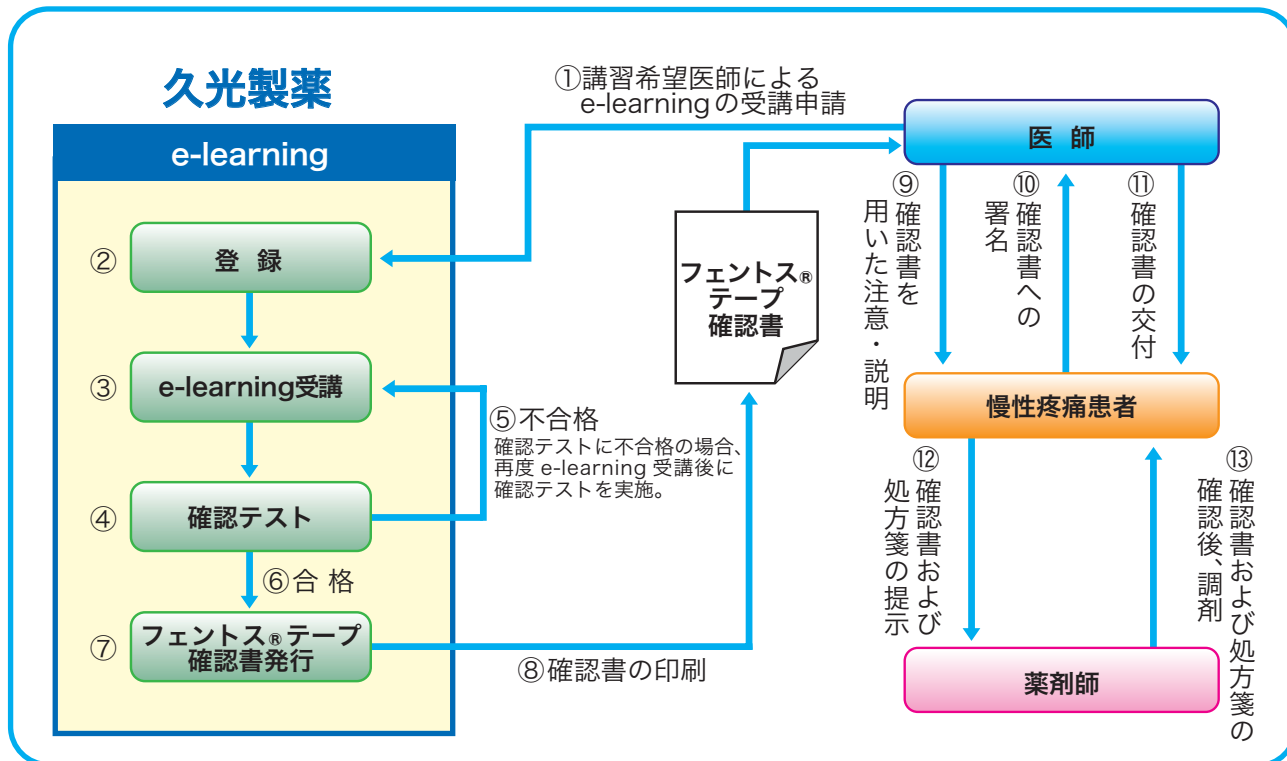 久光製薬
e-learning
①講習希望医師による
e-learningの受講申請
② 登 録
③ e-learning受講
④ 確認テスト
⑤不合格
確認テストに不合格の場合、
再度 e-learning 受講後に
確認テストを実施。
⑥合 格
⑦ フェントス®テープ
確認書発行
⑧確認書の印刷
フェントス®
テープ
確認書
医 師
⑨確認書を
用いた注意・説明
⑩確認書への
署名
⑪確認書の交付
慢性疼痛患者
⑫確認書および
処方箋の提示
⑬確認書および処方箋の
確認後、調剤
薬剤師